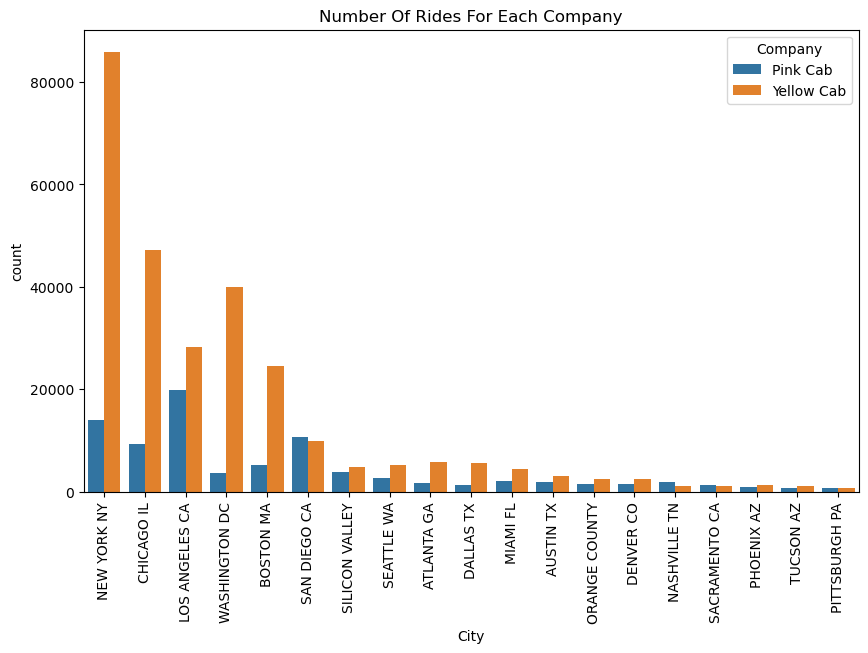 Number Of Rides For Each Company
Company
Pink Cab
Yellow Cab
80000
60000
40000
20000
0
count
NEW YORK NY
CHICAGO IL
LOS ANGELES CA
WASHINGTON DC
BOSTON MA
SAN DIEGO CA
SILICON VALLEY
SEATTLE WA
ATLANTA GA
DALLAS TX
MIAMI FL
AUSTIN TX
ORANGE COUNTY
DENVER CO
NASHVILLE TN
SACRAMENTO CA
PHOENIX AZ
TUCSON AZ
PITTSBURGH PA
City